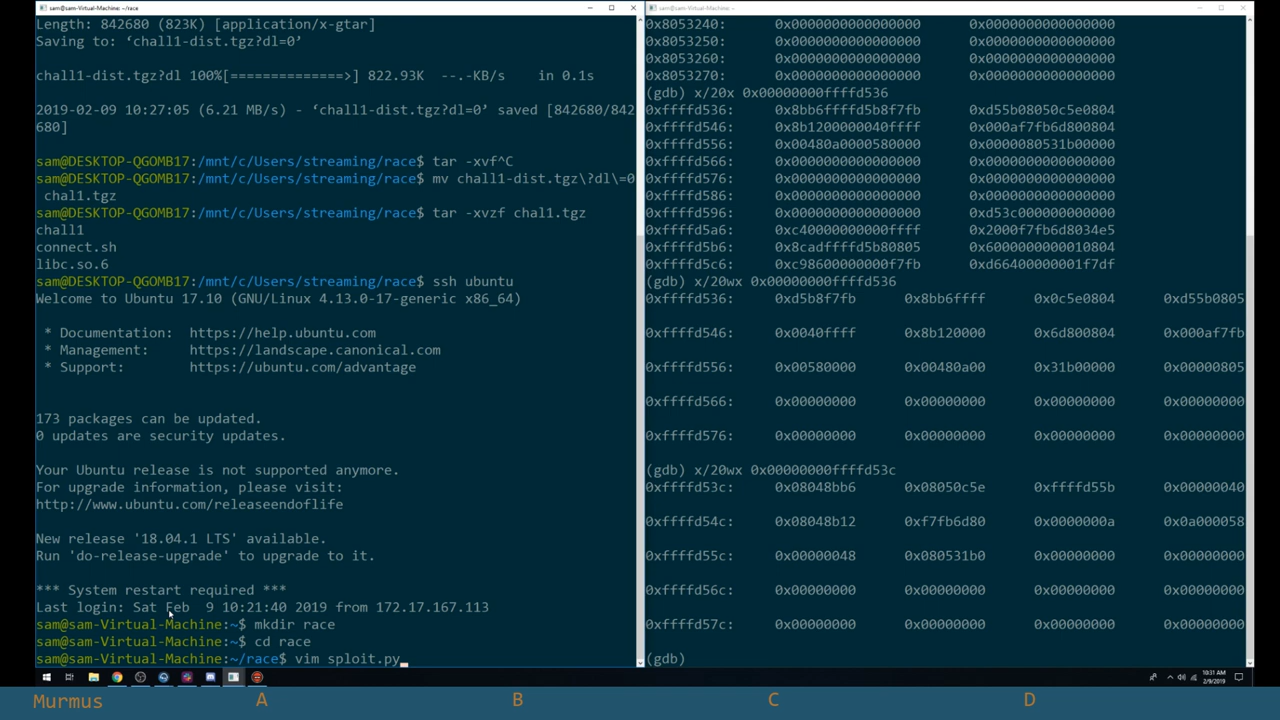 sam@sam-Virtual-Machine: ~/race
Length: 842680 (823K) [application/x-gtar]
Saving to: ‘chall1-dist.tgz?dl=0’
chall1-dist.tgz?dl 100%[==============>] 822.93K  --.-KB/s    in 0.1s
2019-02-09 10:27:05 (6.21 MB/s) - ‘chall1-dist.tgz?dl=0’ saved [842680/842
680]
sam@DESKTOP-QGOMB17:/mnt/c/Users/streaming/race$ tar -xvf^C
sam@DESKTOP-QGOMB17:/mnt/c/Users/streaming/race$ mv chall1-dist.tgz\?dl\=0
 chal1.tgz
sam@DESKTOP-QGOMB17:/mnt/c/Users/streaming/race$ tar -xvzf chal1.tgz
chall1
connect.sh
libc.so.6
sam@DESKTOP-QGOMB17:/mnt/c/Users/streaming/race$ ssh ubuntu
Welcome to Ubuntu 17.10 (GNU/Linux 4.13.0-17-generic x86_64)
* Documentation:  https://help.ubuntu.com
* Management:     https://landscape.canonical.com
* Support:        https://ubuntu.com/advantage
173 packages can be updated.
0 updates are security updates.
Your Ubuntu release is not supported anymore.
For upgrade information, please visit:
http://www.ubuntu.com/releaseendoflife
New release '18.04.1 LTS' available.
Run 'do-release-upgrade' to upgrade to it.
*** System restart required ***
Last login: Sat Feb  9 10:21:40 2019 from 172.17.167.113
sam@sam-Virtual-Machine:~$ mkdir race
sam@sam-Virtual-Machine:~$ cd race
sam@sam-Virtual-Machine:~/race$ vim sploit.py
sam@sam-Virtual-Machine: ~
0x8053240: 0x0000000000000000 0x0000000000000000
0x8053250: 0x0000000000000000 0x0000000000000000
0x8053260: 0x0000000000000000 0x0000000000000000
0x8053270: 0x0000000000000000 0x0000000000000000
(gdb) x/20x 0x00000000ffffd536
0xffffd536: 0x8bb6ffffd5b8f7fb 0xd55b08050c5e0804
0xffffd546: 0x8b1200000040ffff 0x000af7fb6d800804
0xffffd556: 0x00480a0000580000 0x0000080531b00000
0xffffd566: 0x0000000000000000 0x0000000000000000
0xffffd576: 0x0000000000000000 0x0000000000000000
0xffffd586: 0x0000000000000000 0x0000000000000000
0xffffd596: 0x0000000000000000 0xd53c000000000000
0xffffd5a6: 0xc40000000000ffff 0x2000f7fb6d8034e5
0xffffd5b6: 0x8cadffffd5b80805 0x6000000000010804
0xffffd5c6: 0xc98600000000f7fb 0xd66400000001f7df
(gdb) x/20wx 0x00000000ffffd536
0xffffd536: 0xd5b8f7fb 0x8bb6ffff 0x0c5e0804 0xd55b0805
0xffffd546: 0x0040ffff 0x8b120000 0x6d800804 0x000af7fb
0xffffd556: 0x00580000 0x00480a00 0x31b00000 0x00000805
0xffffd566: 0x00000000 0x00000000 0x00000000 0x00000000
0xffffd576: 0x00000000 0x00000000 0x00000000 0x00000000
(gdb) x/20wx 0x00000000ffffd53c
0xffffd53c: 0x08048bb6 0x08050c5e 0xffffd55b 0x00000040
0xffffd54c: 0x08048b12 0xf7fb6d80 0x0000000a 0x0a000058
0xffffd55c: 0x00000048 0x080531b0 0x00000000 0x00000000
0xffffd56c: 0x00000000 0x00000000 0x00000000 0x00000000
0xffffd57c: 0x00000000 0x00000000 0x00000000 0x00000000
(gdb)
10:31 AM
2/9/2019
Murmus A B C D